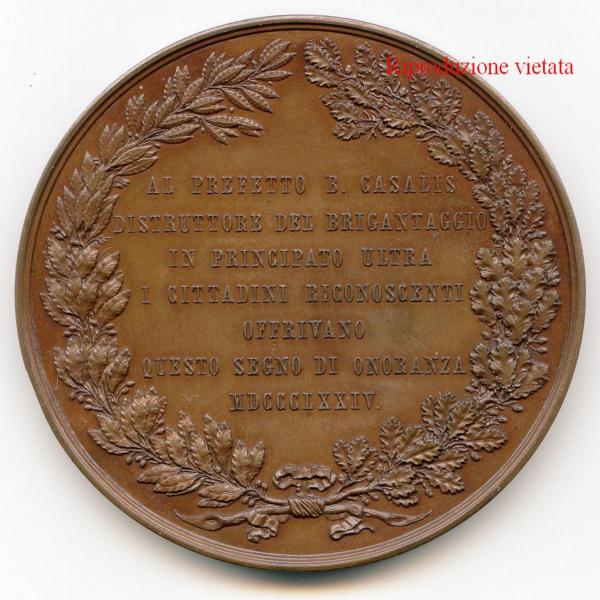 Riproduzione vietata
AL PREFETTO B. CASALIS
DISTRUTTORE DEL BRIGANTAGGIO
IN PRINCIPATO ULTRA
I CITTADINI RICONOSCENTI
OFFRIVANO
QUESTO SEGNO DI ONORANZA
MDCCCLXXIV.